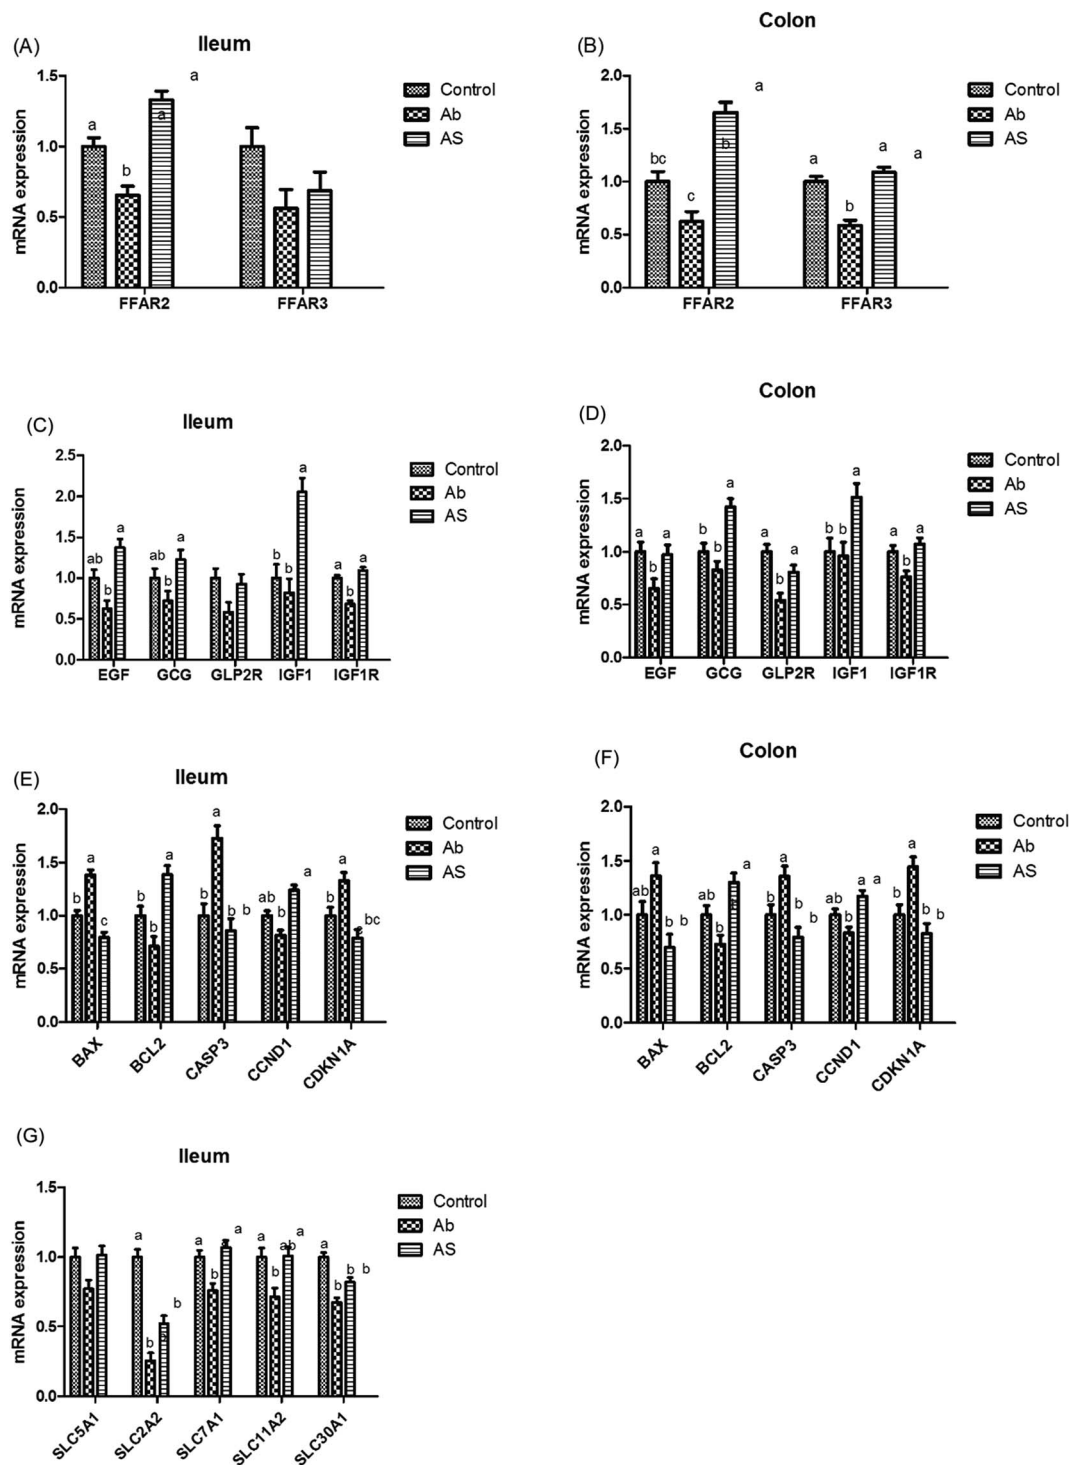 Colon
(A) Ileum (B)
1.5 a Control
a a Ab
1.0 b AS
0.5
0.0
mRNA expression
FFAR2 FFAR3
2.0 a Control
1.5 b a a Ab
bc a AS
1.0 c b
0.5
0.0
mRNA expression
FFAR2 FFAR3
(C) Ileum
2.5 a Control
2.0 Ab
1.5 a a AS
ab ab b a
1.0 b b b b
0.5
0.0
mRNA expression
EGF GCG GLP2R IGF1 IGF1R
(D) Colon
2.0 Control
1.5 a a Ab
a a b a a b b a a AS
1.0 b b b b
0.5
0.0
mRNA expression
EGF GCG GLP2R IGF1 IGF1R
(E) Ileum
2.0 a Control
1.5 a a a a Ab
b b b ab b AS
1.0 c b b b b bc
0.5
0.0
mRNA expression
BAX BCL2 CASP3 CCND1 CDKN1A
(F) Colon
2.0 Control
1.5 a a a a Ab
ab ab b ab a a b AS
1.0 b b b b b b b b
0.5
0.0
mRNA expression
BAX BCL2 CASP3 CCND1 CDKN1A
(G) Ileum
1.5 Control
a a a a a a Ab
1.0 b b ab b b b AS
0.5 b b
0.0
mRNA expression
SLC5A1 SLC2A2 SLC7A1 SLC11A2 SLC30A1